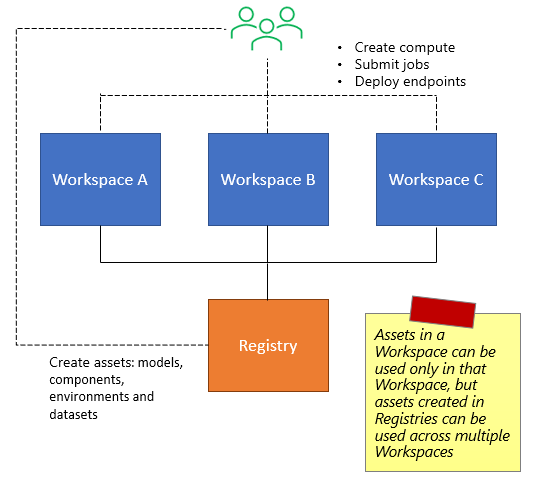 Create compute
Submit jobs
Deploy endpoints
Workspace A
Workspace B
Workspace C
Registry
Create assets: models,
components,
environments and
datasets
Assets in a
Workspace can be
used only in that
Workspace, but
assets created in
Registries can be
used across multiple
Workspaces